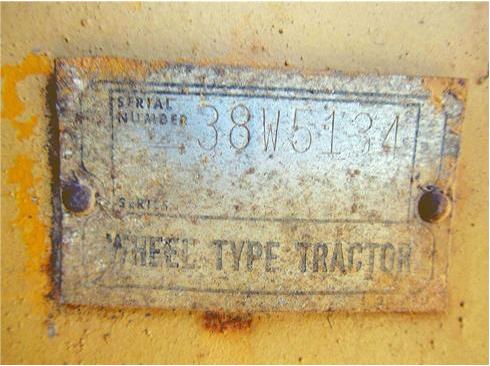 SERIAL
NUMBER 38W5134
SERIES
WHEEL TYPE TRACTOR